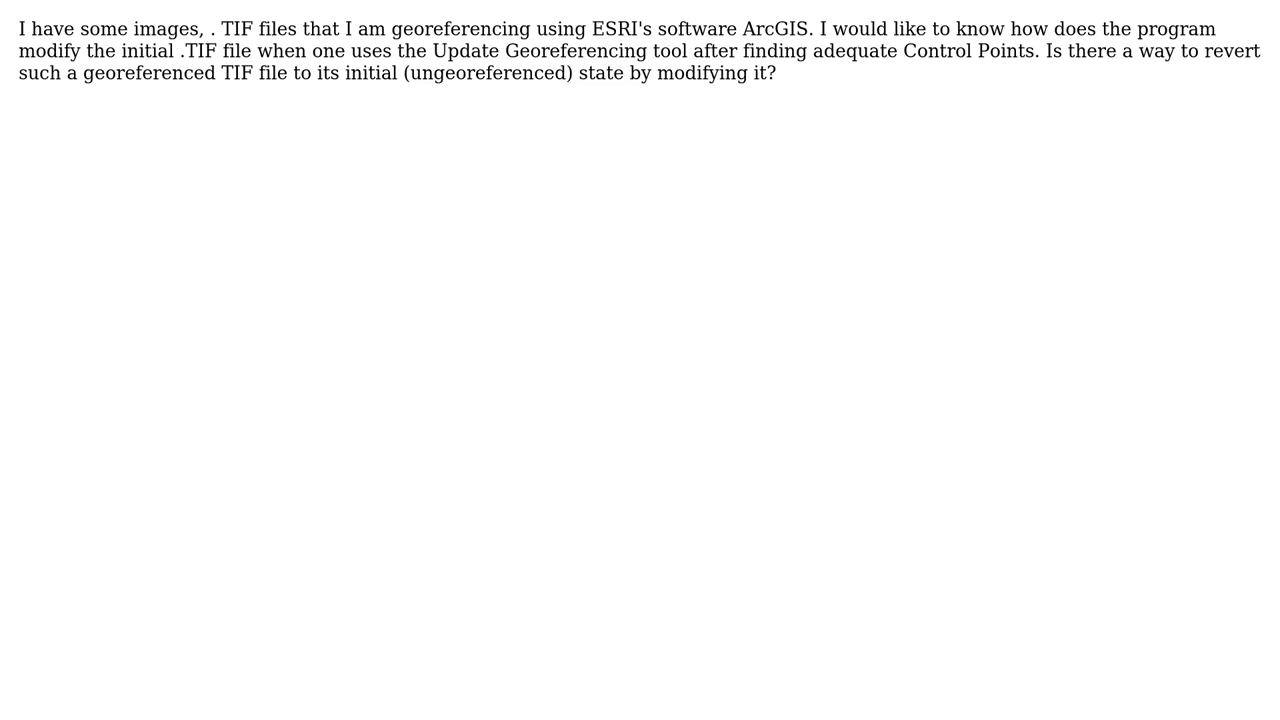 I have some images, . TIF files that I am georeferencing using ESRI's software ArcGIS. I would like to know how does the program
modify the initial .TIF file when one uses the Update Georeferencing tool after finding adequate Control Points. Is there a way to revert
such a georeferenced TIF file to its initial (ungeoreferenced) state by modifying it?